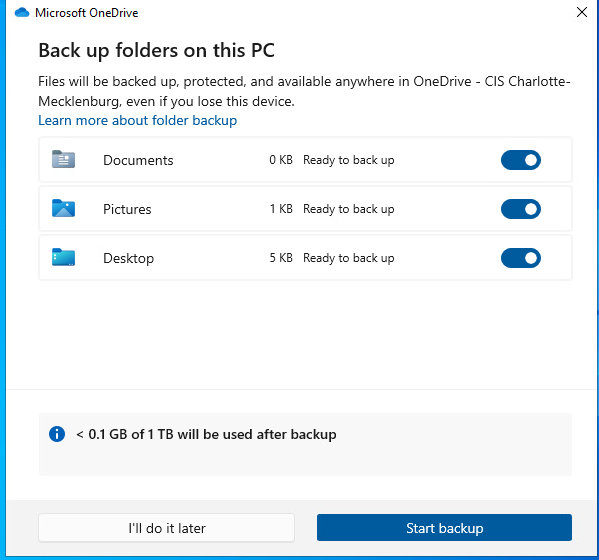 Microsoft OneDrive
Back up folders on this PC
Files will be backed up, protected, and available anywhere in OneDrive - CIS Charlotte-
Mecklenburg, even if you lose this device.
Learn more about folder backup
Documents 0 KB Ready to back up
Pictures 1 KB Ready to back up
Desktop 5 KB Ready to back up
< 0.1 GB of 1 TB will be used after backup
I'll do it later Start backup